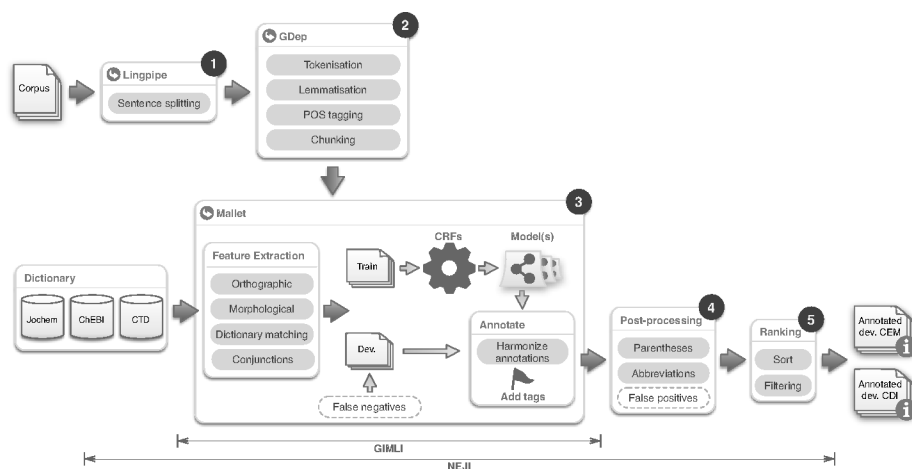 Corpus
Lingpipe
1
Sentence splitting
GDep
2
Tokenisation
Lemmatisation
POS tagging
Chunking
Mallet
3
Dictionary
Jochem
ChEBI
CTD
Feature Extraction
Orthographic
Morphological
Dictionary matching
Conjunctions
Train
CRFs
Model(s)
Dev.
False negatives
Annotate
Harmonize
annotations
Add tags
Post-processing
4
Parentheses
Abbreviations
False positives
Ranking
5
Sort
Filtering
Annotated
dev. CEM
i
Annotated
dev. CDI
i
GIMLI
NEJI